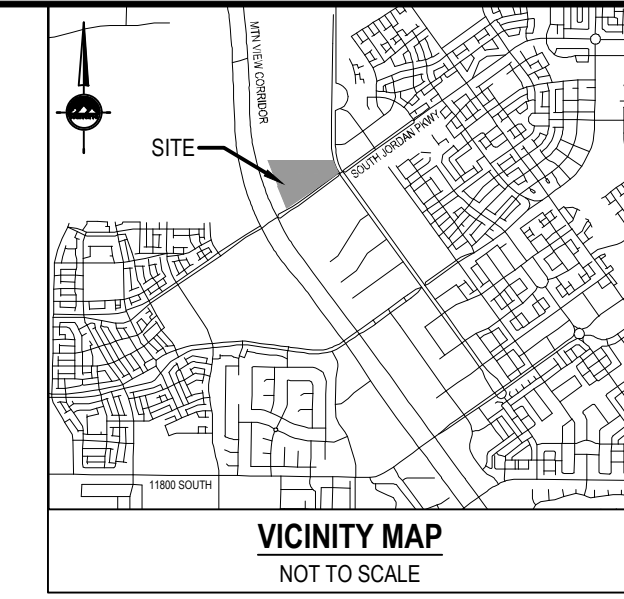 MTN VIEW CORRIDOR
SITE
SOUTH JORDAN PKWY
11800 SOUTH
VICINITY MAP
NOT TO SCALE